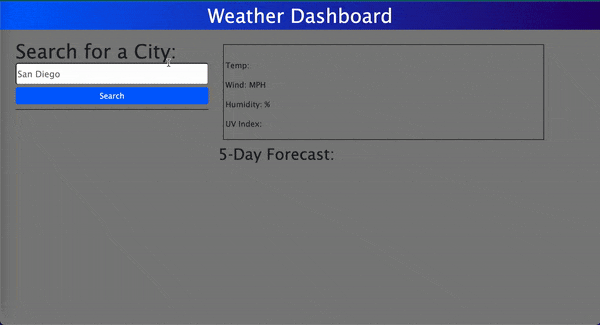 Weather Dashboard
Search for a City:
San Diego
Search
Temp:
Wind: MPH
Humidity: %
UV Index:
5-Day Forecast: